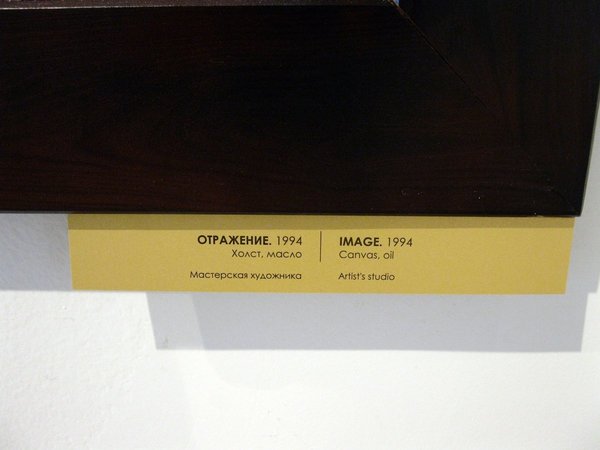 ОТРАЖЕНИЕ. 1994
Холст, масло
Мастерская художника
IMAGE. 1994
Canvas, oil
Artist's studio